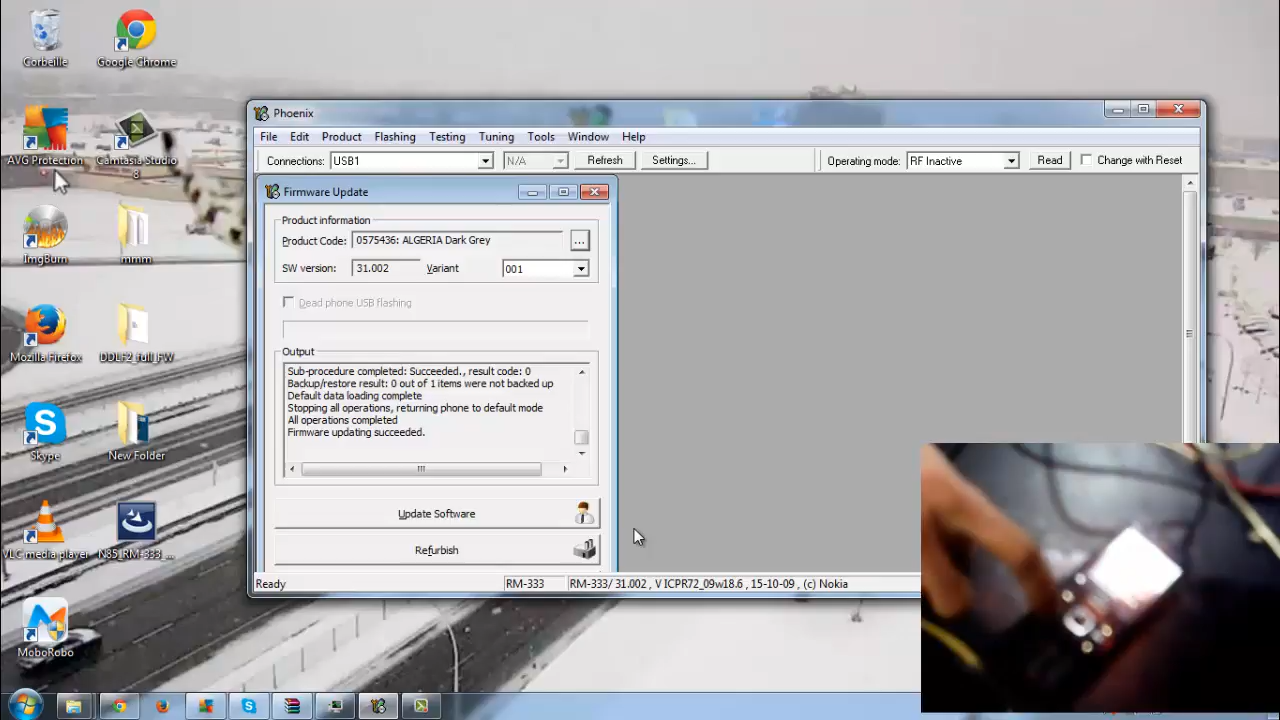 Corbeille
Google Chrome
AVG Protection
Camtasia Studio
8
ImgBurn
mmm
Mozilla Firefox
DDLF2_full_FW
Skype
New Folder
VLC media player
N85_RM-333_...
MoboRobo
Phoenix
File Edit Product Flashing Testing Tuning Tools Window Help
Connections: USB1 N/A Refresh Settings... Operating mode: RF Inactive Read Change with Reset
Firmware Update
Product information
Product Code: 0575436: ALGERIA Dark Grey ...
SW version: 31.002 Variant 001
Dead phone USB flashing
Output
Sub-procedure completed: Succeeded., result code: 0
Backup/restore result: 0 out of 1 items were not backed up
Default data loading complete
Stopping all operations, returning phone to default mode
All operations completed
Firmware updating succeeded.
Update Software
Refurbish
Ready RM-333 RM-333/ 31.002 , V ICPR72_09w18.6 , 15-10-09 , (c) Nokia